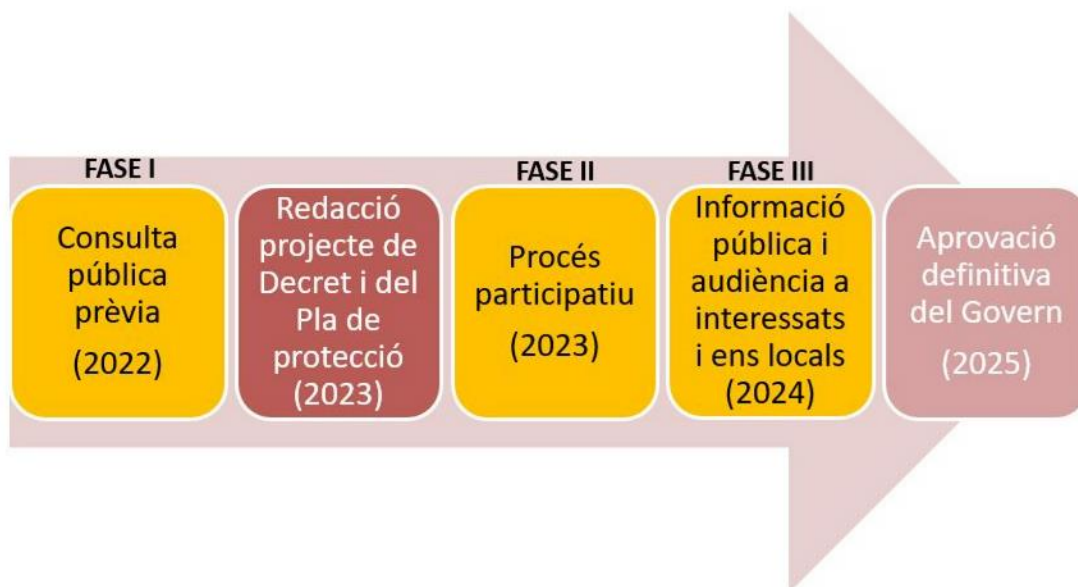 FASE I
Consulta
pública
prèvia
(2022)
Redacció
projecte de
Decret i del
Pla de
protecció
(2023)
FASE II
Procés
participatiu
(2023)
FASE III
Informació
pública i
audiència a
interessats
i ens locals
(2024)
Aprovació
definitiva
del Govern
(2025)